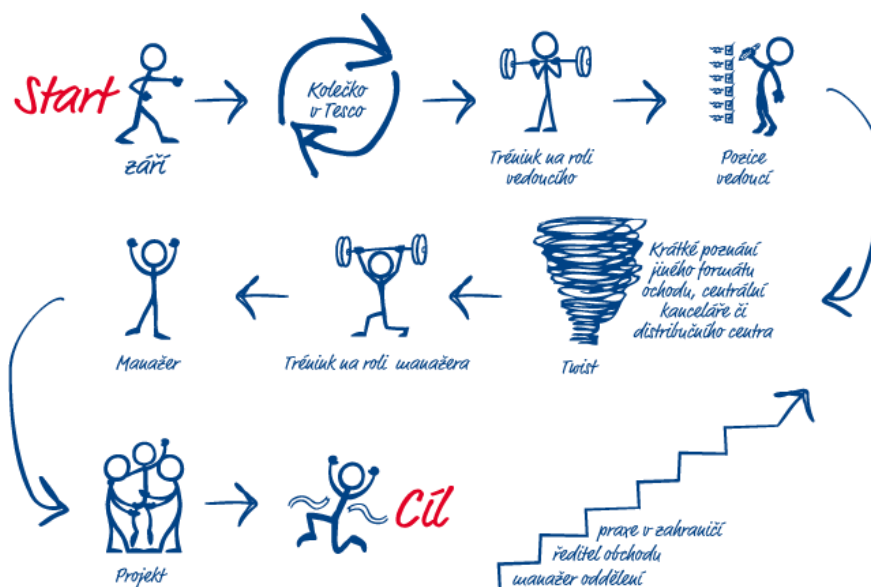 Start
září
Kolečko
v Tesco
Trénink na roli
vedoucího
Pozice
vedoucí
Krátké poznání
jiného formátu
ochodu, centrální
kanceláře či
distribučního centra
Twist
Trénink na roli manažera
Manažer
Projekt
Cíl
praxe v zahraničí
ředitel obchodu
manažer oddělení